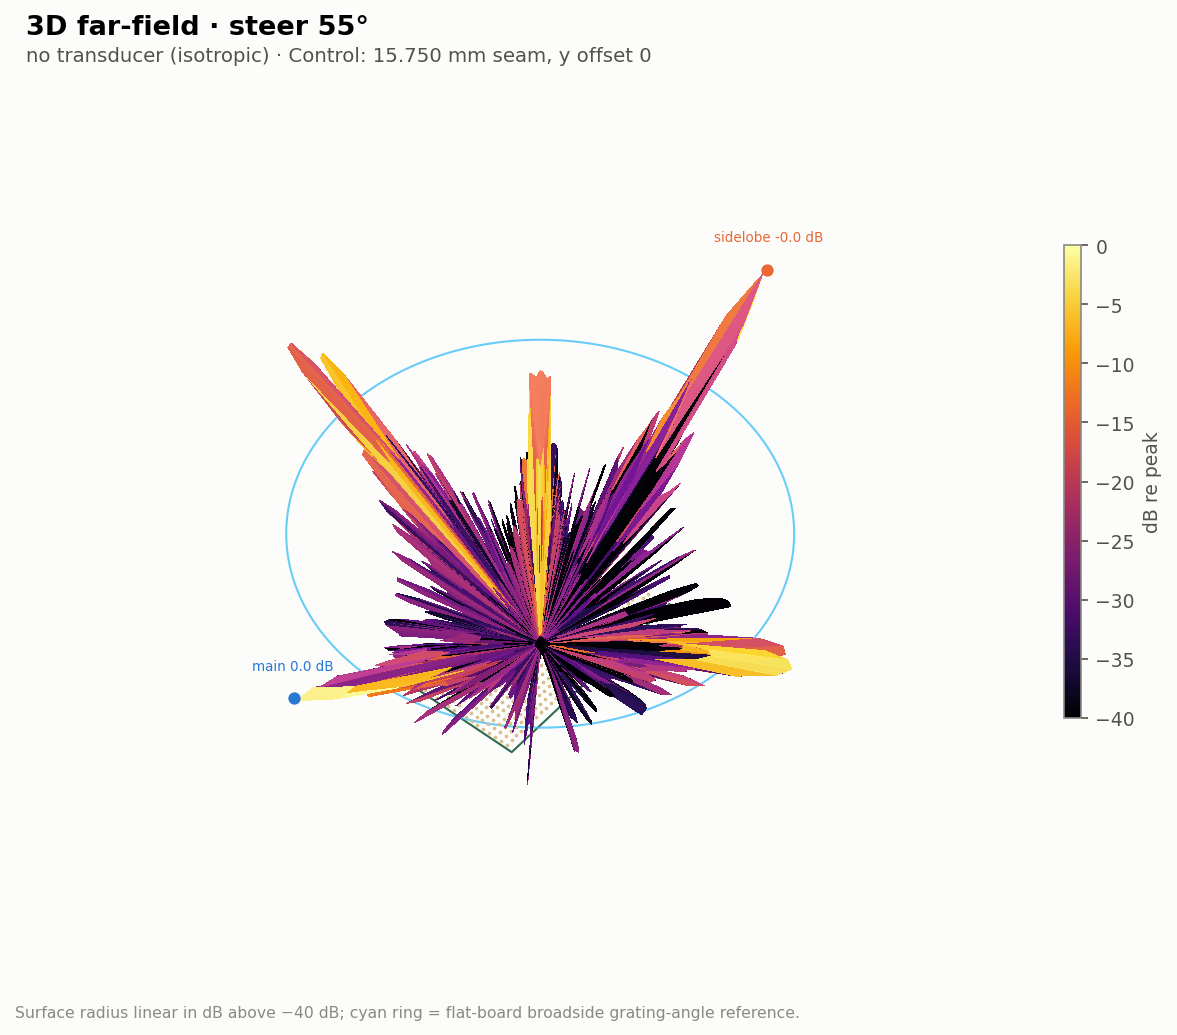 3D far-field · steer 55°
no transducer (isotropic) · Control: 15.750 mm seam, y offset 0
sidelobe -0.0 dB
main 0.0 dB
0
−5
−10
−15
−20
−25
−30
−35
−40
dB re peak
Surface radius linear in dB above −40 dB; cyan ring = flat-board broadside grating-angle reference.